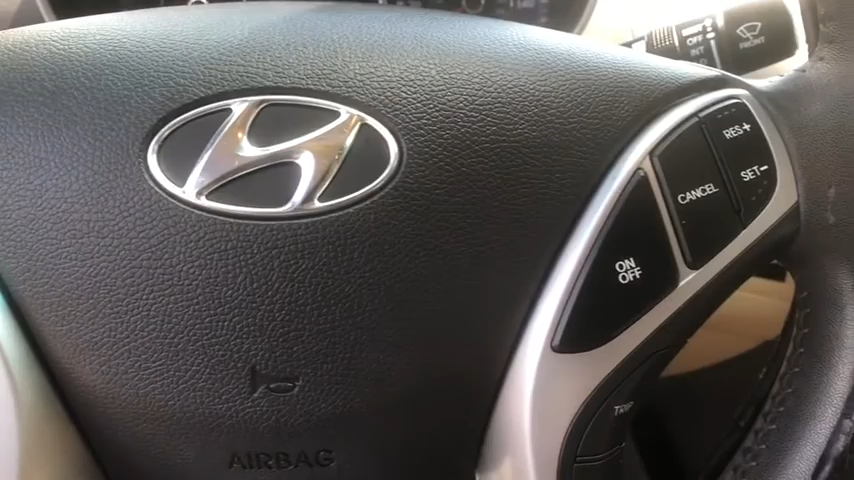 OFF
INT
FRONT
RES+
SET-
CANCEL
ON
OFF
TRIP
AIRBAG